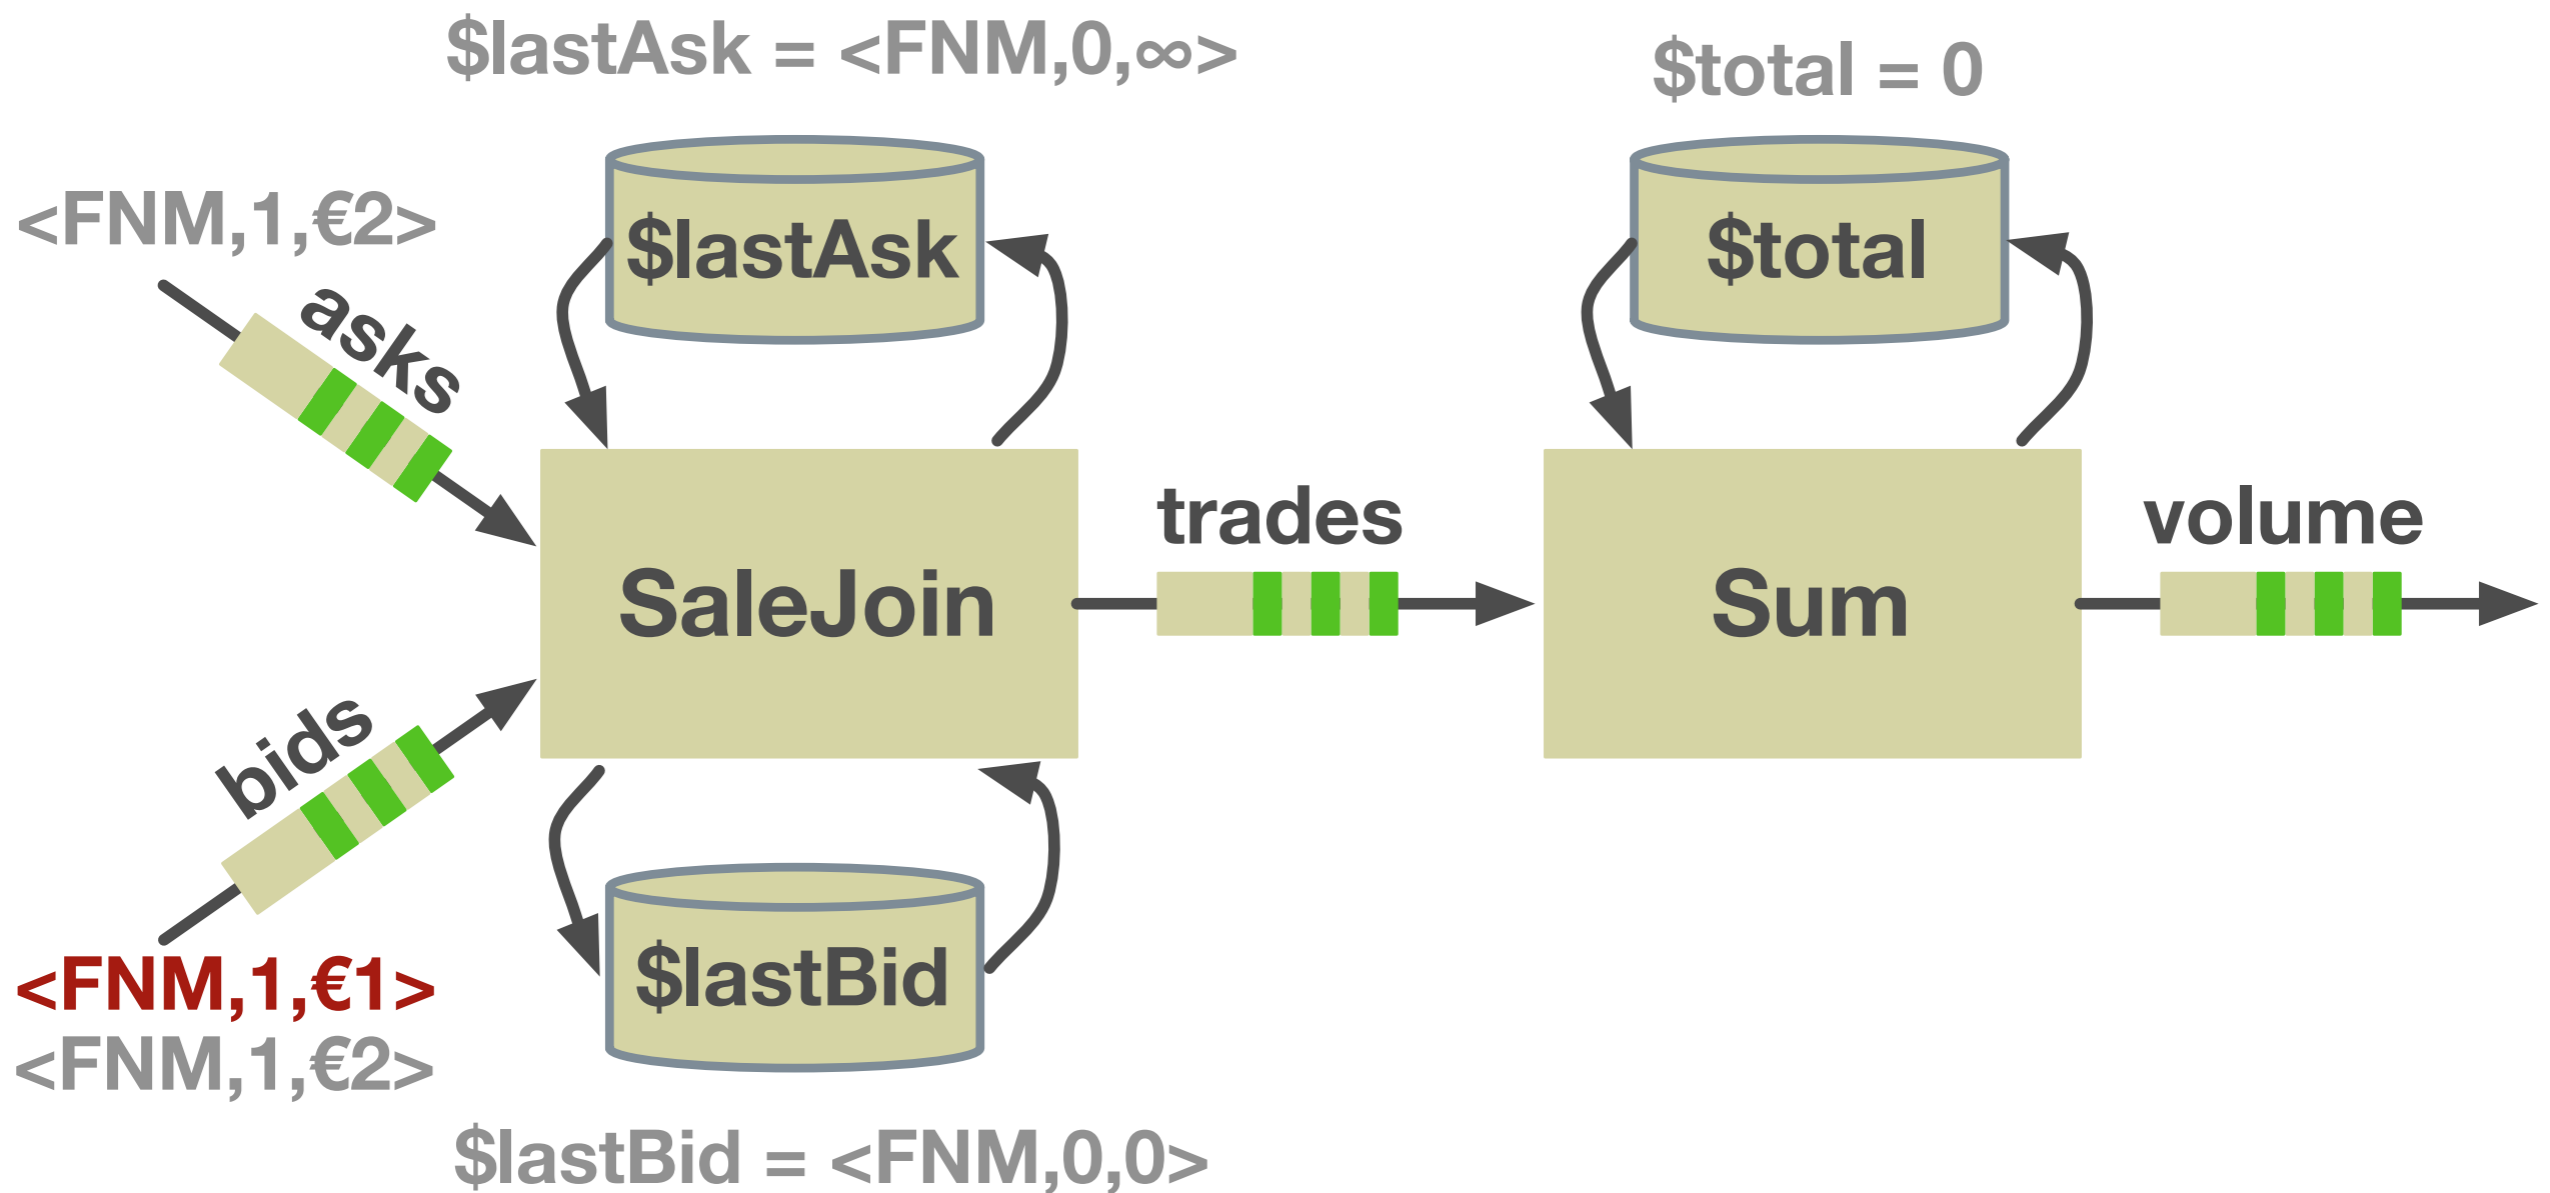 $lastAsk = <FNM,0,∞>
$total = 0
<FNM,1,€2>
$lastAsk
$total
asks
trades
volume
SaleJoin
Sum
bids
<FNM,1,€1>
$lastBid
<FNM,1,€2>
$lastBid = <FNM,0,0>